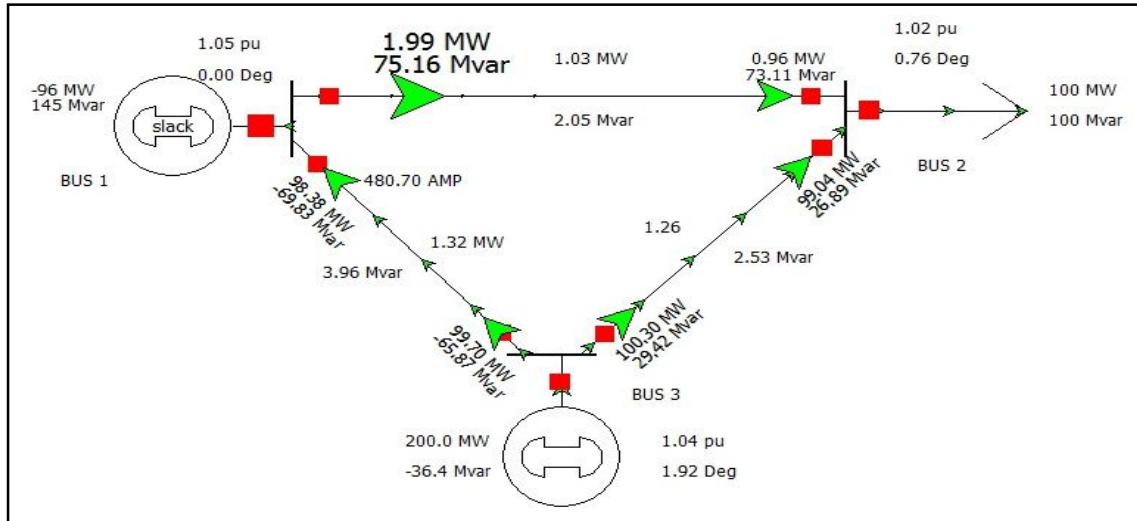 1.05 pu
0.00 Deg
-96 MW
145 Mvar
slack
BUS 1
1.99 MW
75.16 Mvar
1.03 MW
2.05 Mvar
0.96 MW
73.11 Mvar
1.02 pu
0.76 Deg
100 MW
100 Mvar
BUS 2
480.70 AMP
98.38 MW
-69.83 Mvar
99.04 MW
26.89 Mvar
1.32 MW
3.96 Mvar
1.26
2.53 Mvar
99.70 MW
-65.87 Mvar
100.30 MW
29.42 Mvar
BUS 3
200.0 MW
-36.4 Mvar
1.04 pu
1.92 Deg